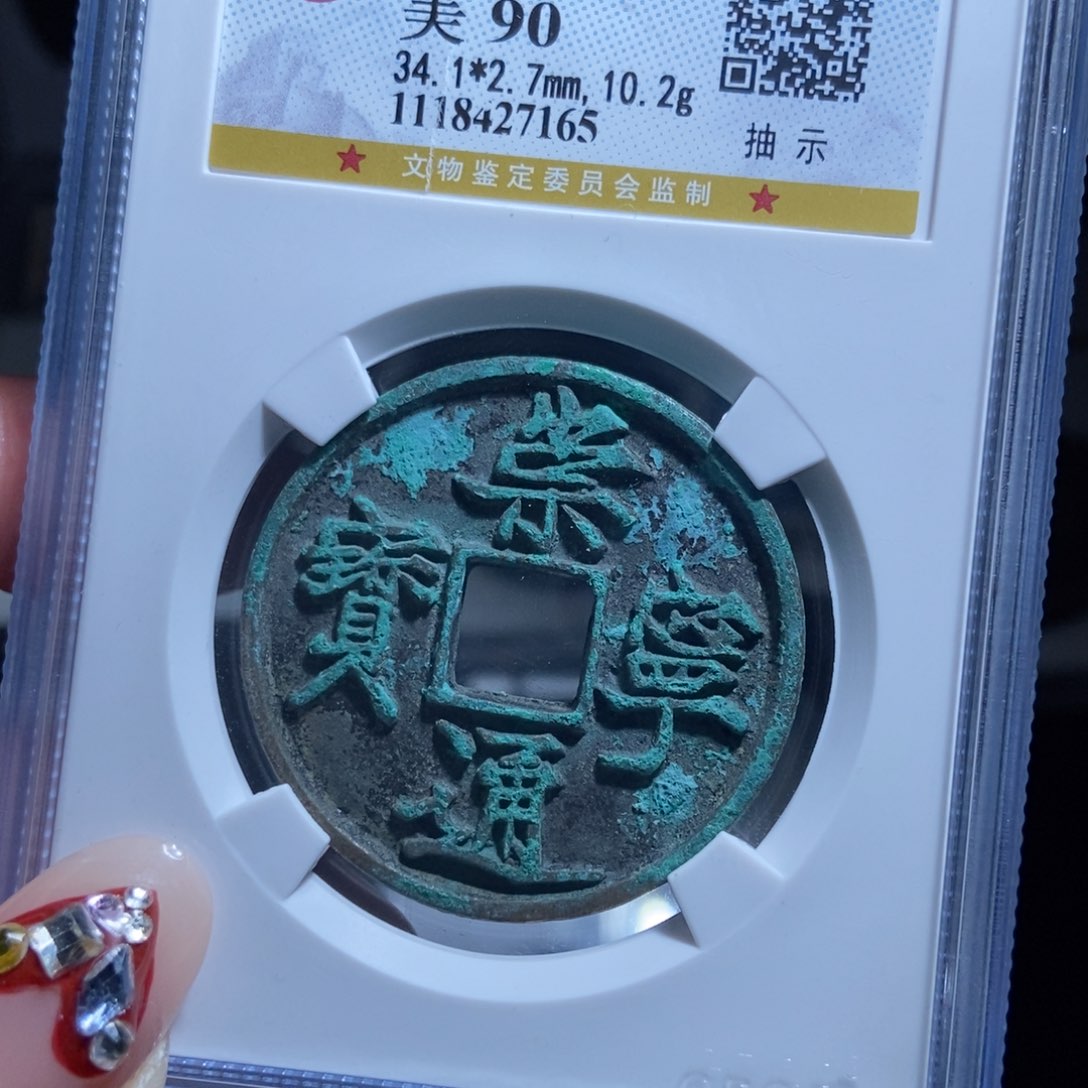 美 90
34.1*2.7mm, 10.2g
1118427165
抽示
文物鉴定委员会监制
崇寧通寳